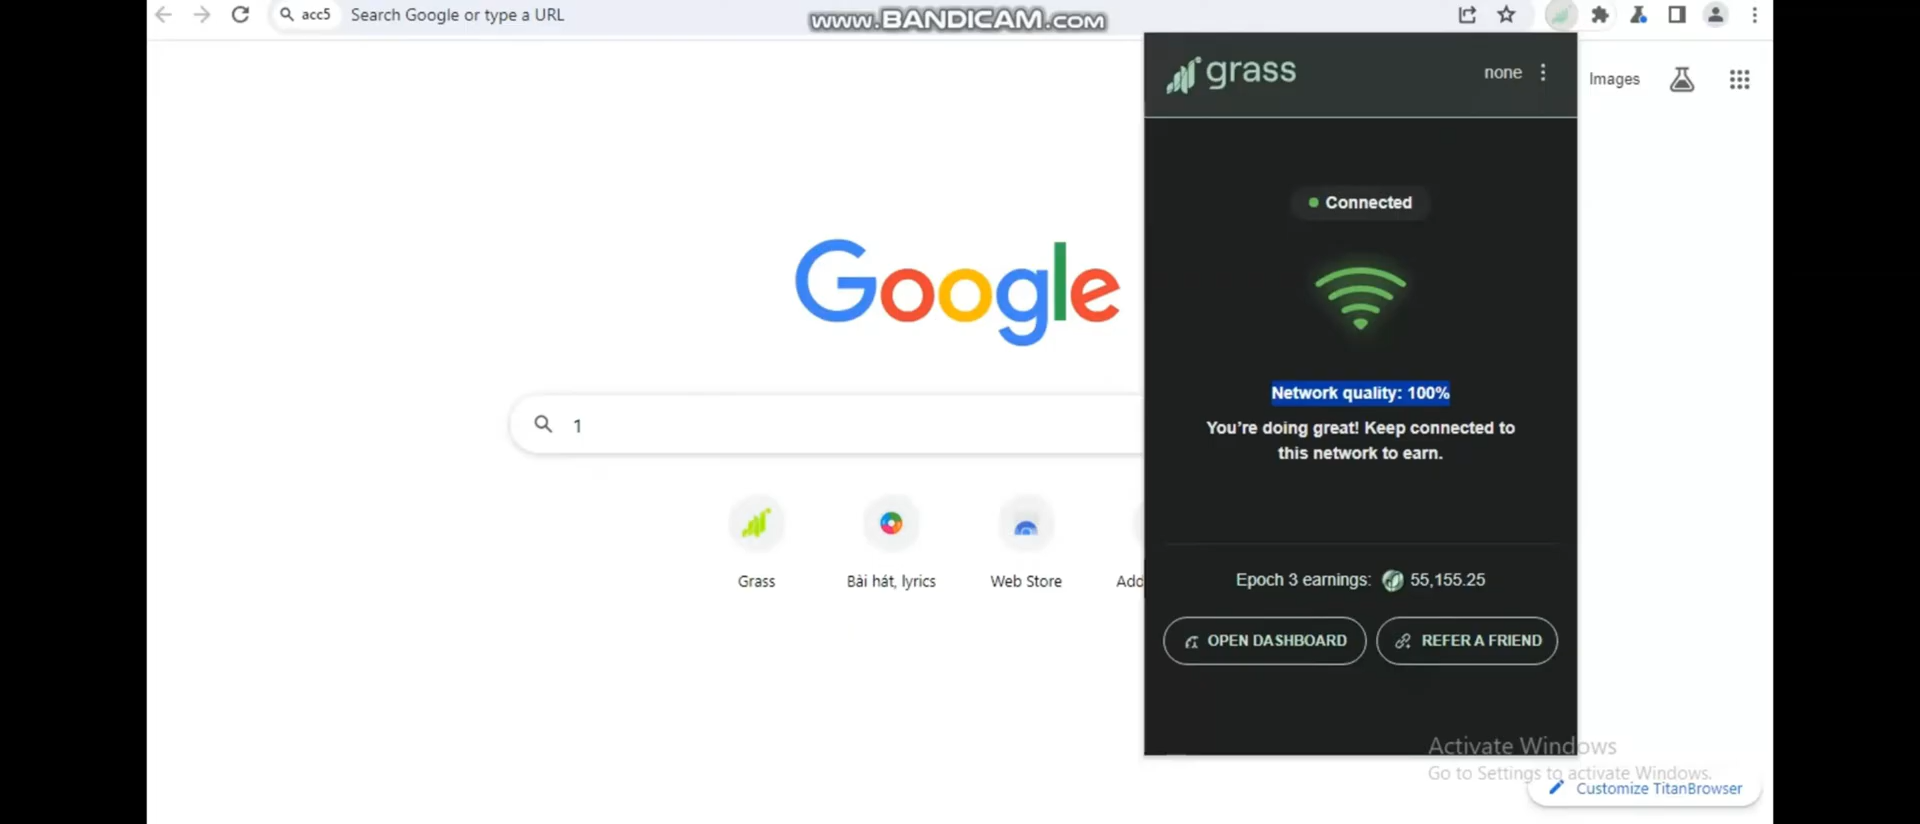 acc5 Search Google or type a URL
www.BANDICAM.com
grass
none
Images
Connected
Google
Network quality: 100%
1
You're doing great! Keep connected to
this network to earn.
Grass
Bài hát, lyrics
Web Store
Add
Epoch 3 earnings: 55,155.25
OPEN DASHBOARD
REFER A FRIEND
Activate Windows
Go to Settings to activate Windows.
Customize TitanBrowser